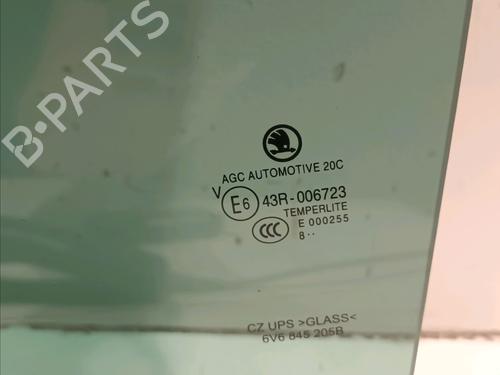 B-PARTS
AGC AUTOMOTIVE 20C
V
E6 43R-006723
TEMPERLITE
CCC E 000255
8··
CZ UPS >GLASS<
6V6 845 205B